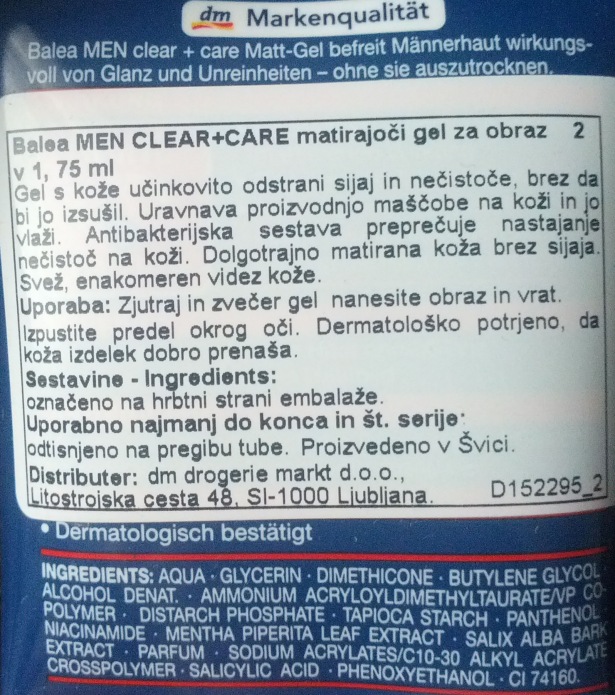 dm Markenqualität
Balea MEN clear + care Matt-Gel befreit Männerhaut wirkungs-
voll von Glanz und Unreinheiten – ohne sie auszutrocknen.
Balea MEN CLEAR+CARE matirajoči gel za obraz 2
v 1, 75 ml
Gel s kože učinkovito odstrani sijaj in nečistoče, brez da
bi jo izsušil. Uravnava proizvodnjo maščobe na koži in jo
vlaži. Antibakterijska sestava preprečuje nastajanje
nečistoč na koži. Dolgotrajno matirana koža brez sijaja.
Svež, enakomeren videz kože.
Uporaba: Zjutraj in zvečer gel nanesite obraz in vrat.
Izpustite predel okrog oči. Dermatološko potrjeno, da
koža izdelek dobro prenaša.
Sestavine - Ingredients:
označeno na hrbtni strani embalaže.
Uporabno najmanj do konca in št. serije:
odtisnjeno na pregibu tube. Proizvedeno v Švici.
Distributer: dm drogerie markt d.o.o.,
Litostrojska cesta 48, SI-1000 Ljubljana. D152295_2
• Dermatologisch bestätigt
INGREDIENTS: AQUA · GLYCERIN · DIMETHICONE · BUTYLENE GLYCOL ·
ALCOHOL DENAT. · AMMONIUM ACRYLOYLDIMETHYLTAURATE/VP CO-
POLYMER · DISTARCH PHOSPHATE · TAPIOCA STARCH · PANTHENOL
NIACINAMIDE · MENTHA PIPERITA LEAF EXTRACT · SALIX ALBA BARK
EXTRACT · PARFUM · SODIUM ACRYLATES/C10-30 ALKYL ACRYLATE
CROSSPOLYMER · SALICYLIC ACID · PHENOXYETHANOL · CI 74160.